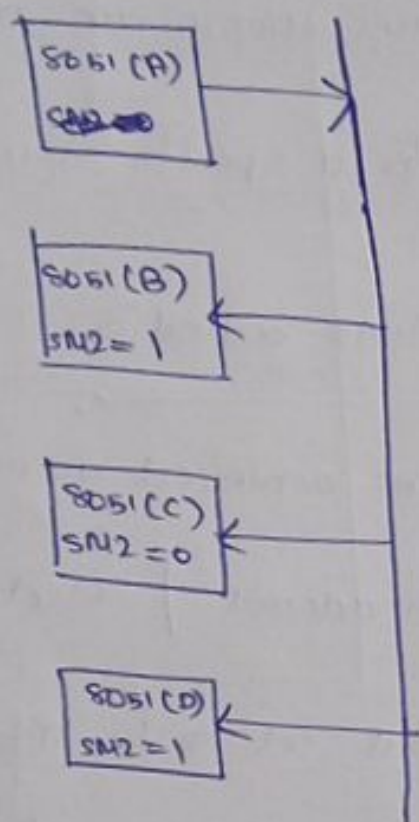 8051 (A)
8051 (B)
SM2 = 1
8051 (C)
SM2 = 0
8051 (D)
SM2 = 1